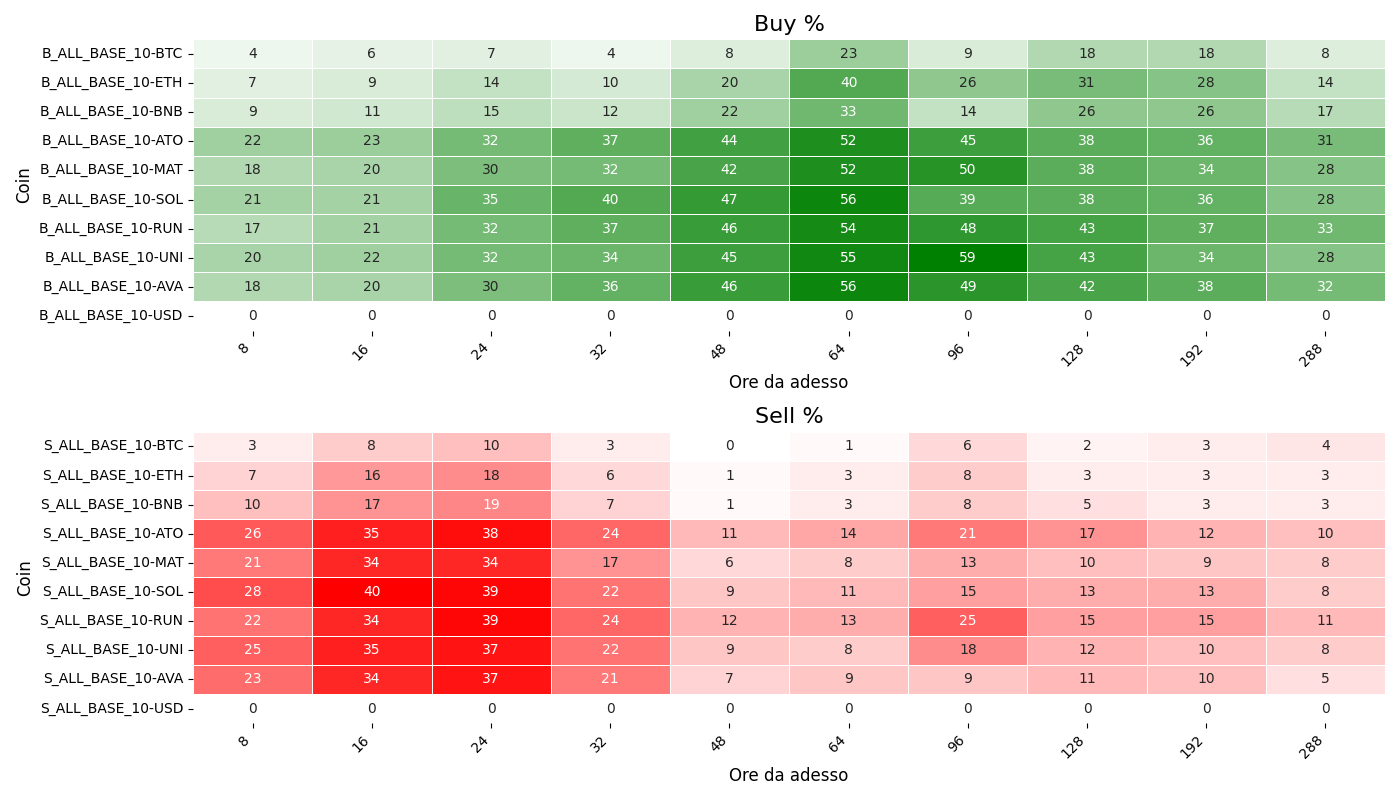 Buy %
Coin
B_ALL_BASE_10-BTC 4 6 7 4 8 23 9 18 18 8
B_ALL_BASE_10-ETH 7 9 14 10 20 40 26 31 28 14
B_ALL_BASE_10-BNB 9 11 15 12 22 33 14 26 26 17
B_ALL_BASE_10-ATO 22 23 32 37 44 52 45 38 36 31
B_ALL_BASE_10-MAT 18 20 30 32 42 52 50 38 34 28
B_ALL_BASE_10-SOL 21 21 35 40 47 56 39 38 36 28
B_ALL_BASE_10-RUN 17 21 32 37 46 54 48 43 37 33
B_ALL_BASE_10-UNI 20 22 32 34 45 55 59 43 34 28
B_ALL_BASE_10-AVA 18 20 30 36 46 56 49 42 38 32
B_ALL_BASE_10-USD 0 0 0 0 0 0 0 0 0 0
8 16 24 32 48 64 96 128 192 288
Ore da adesso
Sell %
Coin
S_ALL_BASE_10-BTC 3 8 10 3 0 1 6 2 3 4
S_ALL_BASE_10-ETH 7 16 18 6 1 3 8 3 3 3
S_ALL_BASE_10-BNB 10 17 19 7 1 3 8 5 3 3
S_ALL_BASE_10-ATO 26 35 38 24 11 14 21 17 12 10
S_ALL_BASE_10-MAT 21 34 34 17 6 8 13 10 9 8
S_ALL_BASE_10-SOL 28 40 39 22 9 11 15 13 13 8
S_ALL_BASE_10-RUN 22 34 39 24 12 13 25 15 15 11
S_ALL_BASE_10-UNI 25 35 37 22 9 8 18 12 10 8
S_ALL_BASE_10-AVA 23 34 37 21 7 9 9 11 10 5
S_ALL_BASE_10-USD 0 0 0 0 0 0 0 0 0 0
8 16 24 32 48 64 96 128 192 288
Ore da adesso